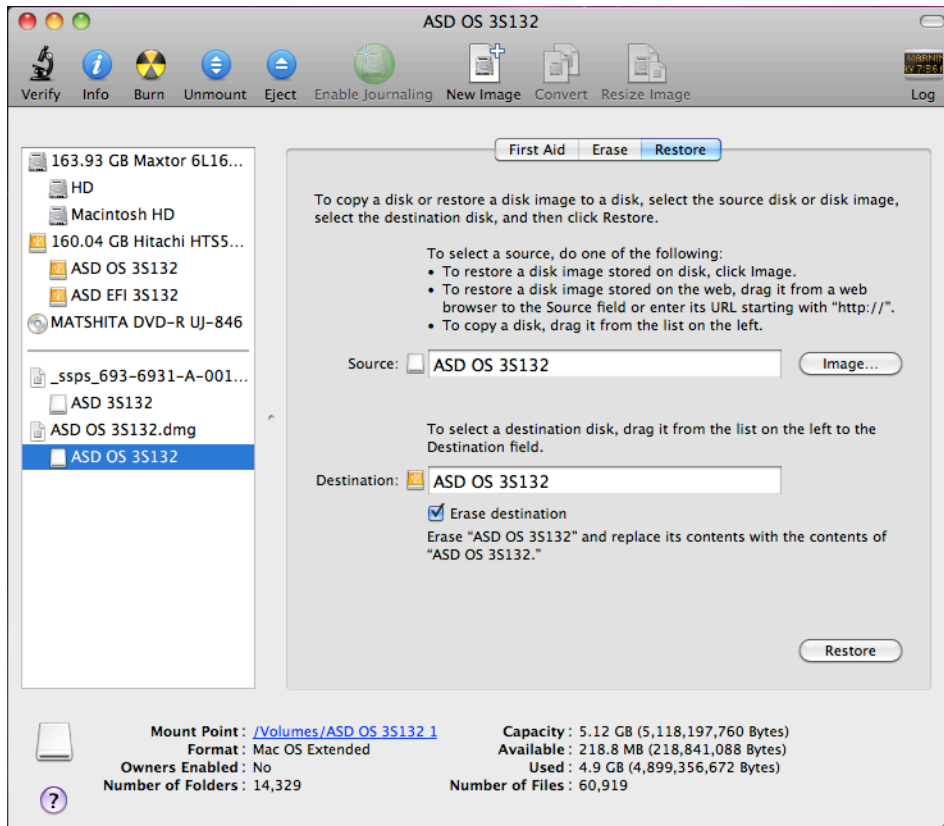 ASD OS 3S132
Verify Info Burn Unmount Eject Enable Journaling New Image Convert Resize Image Log
163.93 GB Maxtor 6L16...
HD
Macintosh HD
160.04 GB Hitachi HTS5...
ASD OS 3S132
ASD EFI 3S132
MATSHITA DVD-R UJ-846
_ssps_693-6931-A-001...
ASD 3S132
ASD OS 3S132.dmg
ASD OS 3S132
First Aid Erase Restore
To copy a disk or restore a disk image to a disk, select the source disk or disk image,
select the destination disk, and then click Restore.
To select a source, do one of the following:
• To restore a disk image stored on disk, click Image.
• To restore a disk image stored on the web, drag it from a web
browser to the Source field or enter its URL starting with “http://”.
• To copy a disk, drag it from the list on the left.
Source: ASD OS 3S132 Image...
To select a destination disk, drag it from the list on the left to the
Destination field.
Destination: ASD OS 3S132
Erase destination
Erase “ASD OS 3S132” and replace its contents with the contents of
“ASD OS 3S132.”
Restore
Mount Point : /Volumes/ASD OS 3S132 1 Capacity : 5.12 GB (5,118,197,760 Bytes)
Format : Mac OS Extended Available : 218.8 MB (218,841,088 Bytes)
Owners Enabled : No Used : 4.9 GB (4,899,356,672 Bytes)
Number of Folders : 14,329 Number of Files : 60,919
?